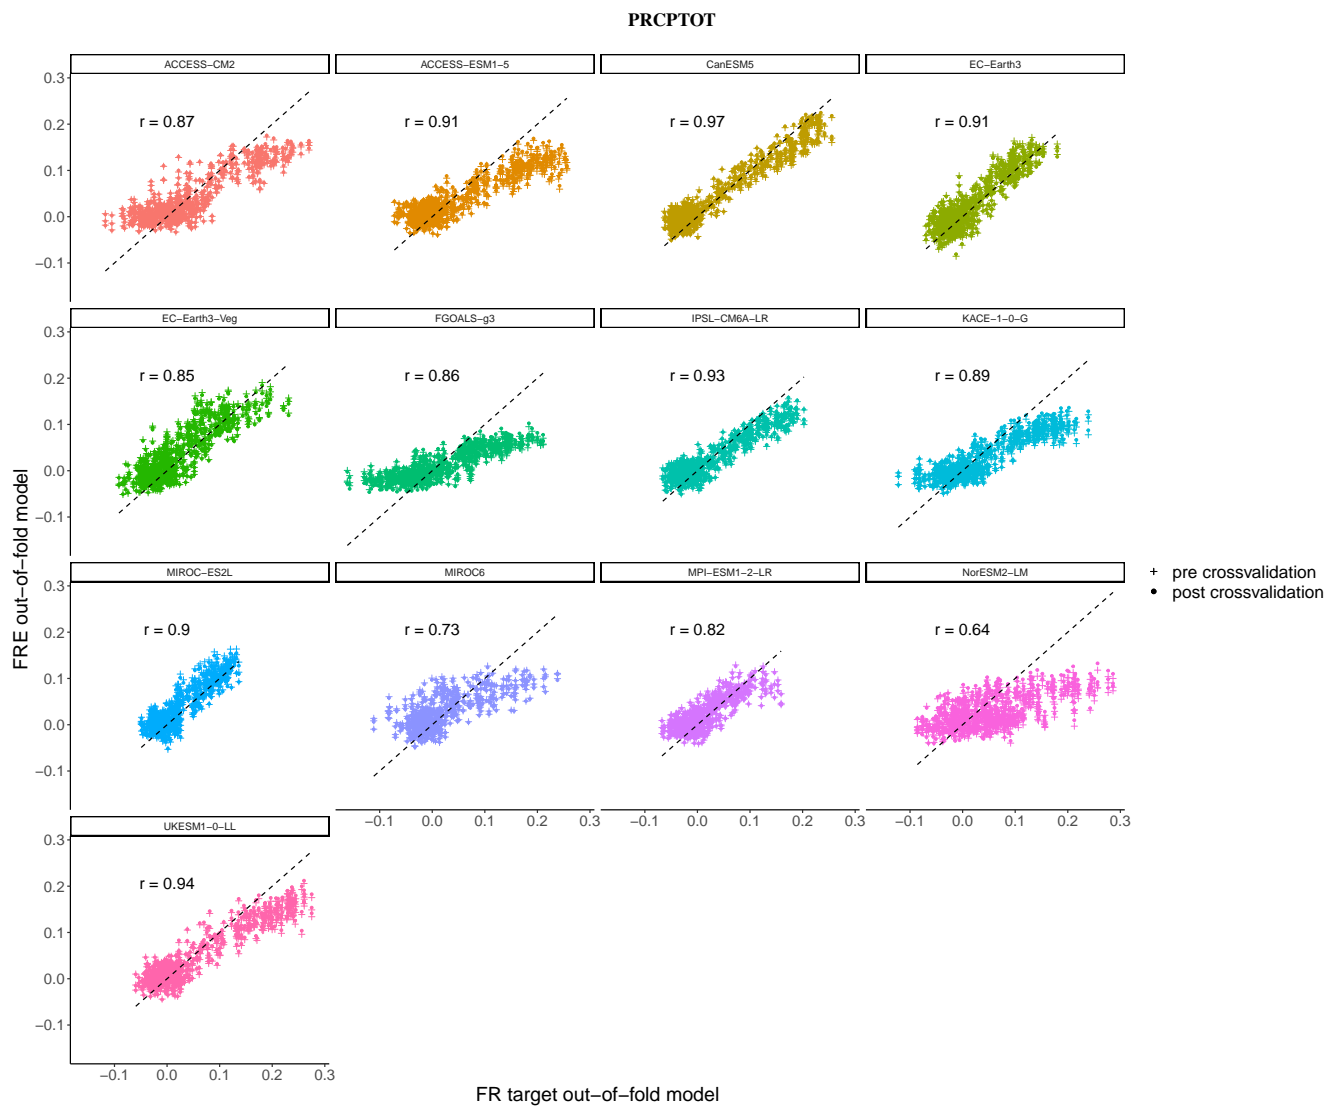 PRCPTOT
ACCESS−CM2
ACCESS−ESM1−5
CanESM5
EC−Earth3
r = 0.87
r = 0.91
r = 0.97
r = 0.91
0.3
0.2
0.1
0.0
−0.1
EC−Earth3−Veg
FGOALS−g3
IPSL−CM6A−LR
KACE−1−0−G
r = 0.85
r = 0.86
r = 0.93
r = 0.89
0.3
0.2
0.1
0.0
−0.1
MIROC−ES2L
MIROC6
MPI−ESM1−2−LR
NorESM2−LM
r = 0.9
r = 0.73
r = 0.82
r = 0.64
0.3
0.2
0.1
0.0
−0.1
−0.1 0.0 0.1 0.2 0.3
−0.1 0.0 0.1 0.2 0.3
−0.1 0.0 0.1 0.2 0.3
UKESM1−0−LL
r = 0.94
0.3
0.2
0.1
0.0
−0.1
−0.1 0.0 0.1 0.2 0.3
FRE out−of−fold model
FR target out−of−fold model
pre crossvalidation
post crossvalidation